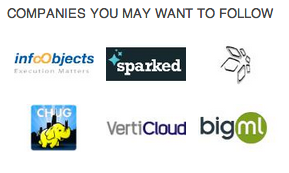 COMPANIES YOU MAY WANT TO FOLLOW
infoObjects
Execution Matters
sparked
CHUG
VertiCloud
bigml